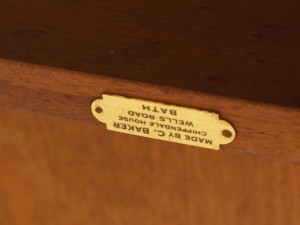 MADE BY C. BAKER
CHIPPENDALE HOUSE
WELLS ROAD
BATH